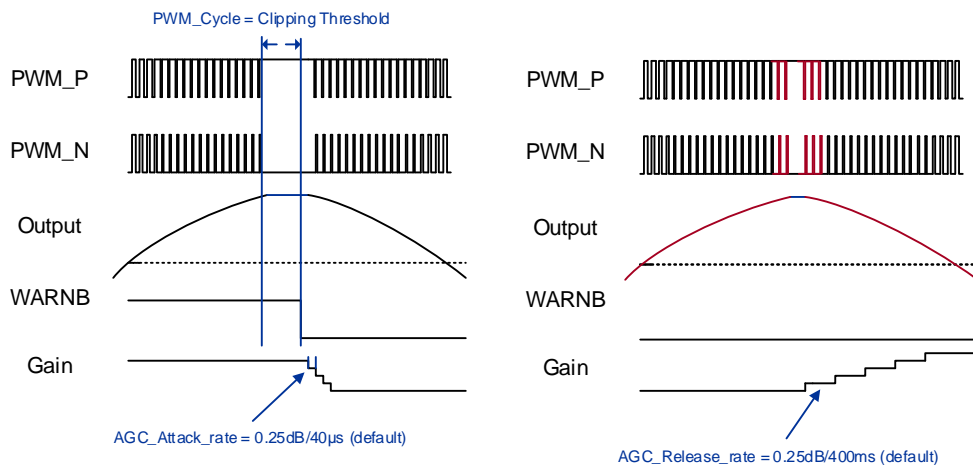 PWM_Cycle = Clipping Threshold
PWM_P
PWM_N
Output
WARNB
Gain
AGC_Attack_rate = 0.25dB/40µs (default)
PWM_P
PWM_N
Output
WARNB
Gain
AGC_Release_rate = 0.25dB/400ms (default)